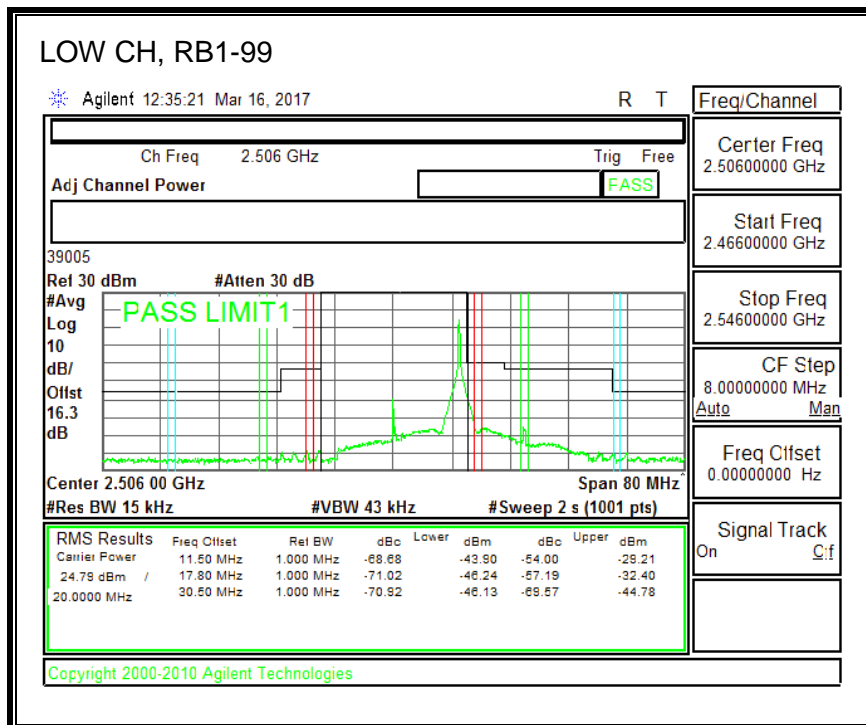 LOW CH, RB1-99
Agilent 12:35:21 Mar 16, 2017 R T
Freq/Channel
Ch Freq 2.506 GHz Trig Free
Adj Channel Power
PASS
Center Freq
2.50600000 GHz
Start Freq
2.46600000 GHz
Stop Freq
2.54600000 GHz
CF Step
8.00000000 MHz
Auto Man
Freq Offset
0.00000000 Hz
Signal Track
On Off
39005
Ref 30 dBm #Atten 30 dB
#Avg
Log
10
dB/
Offst
16.3
dB
PASS LIMIT1
Center 2.506 00 GHz Span 80 MHz^
#Res BW 15 kHz #VBW 43 kHz #Sweep 2 s (1001 pts)
RMS Results Freq Offset Ref BW dBc Lower dBm dBc Upper dBm
Carrier Power 11.50 MHz 1.000 MHz -68.68 -43.90 -54.00 -29.21
24.79 dBm / 17.80 MHz 1.000 MHz -71.02 -46.24 -57.19 -32.40
20.0000 MHz 30.50 MHz 1.000 MHz -70.92 -46.13 -69.57 -44.78
Copyright 2000-2010 Agilent Technologies